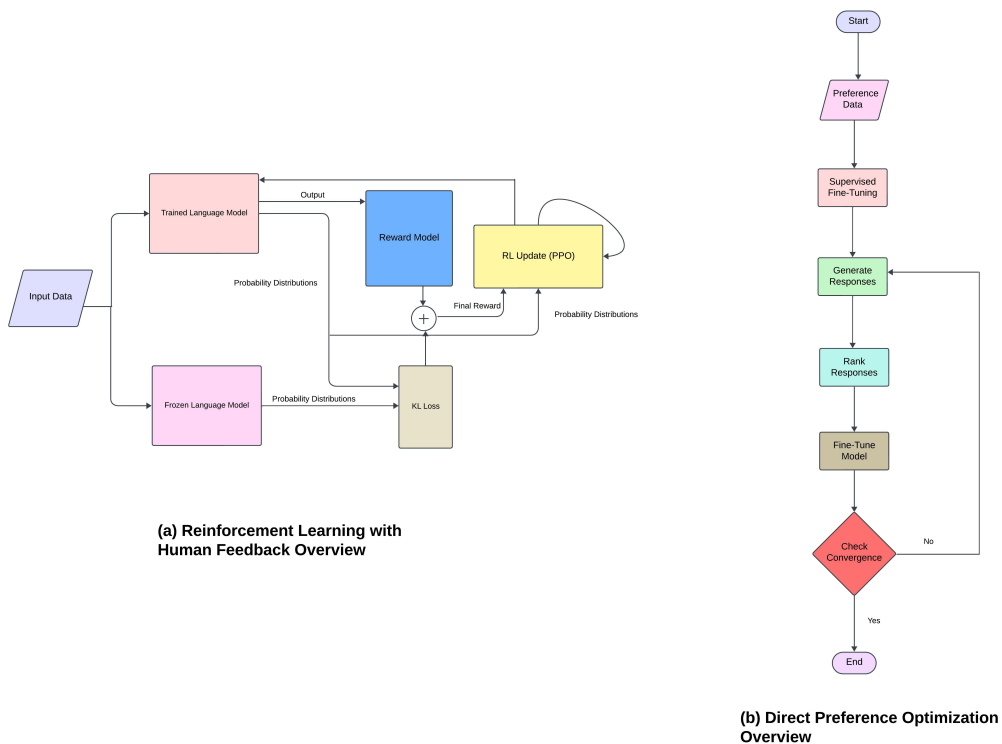 Input Data
Trained Language Model
Output
Reward Model
RL Update (PPO)
Probability Distributions
Final Reward
Probability Distributions
+
Frozen Language Model
Probability Distributions
KL Loss
(a) Reinforcement Learning with
Human Feedback Overview
Start
Preference
Data
Supervised
Fine-Tuning
Generate
Responses
Rank
Responses
Fine-Tune
Model
Check
Convergence
No
Yes
End
(b) Direct Preference Optimization
Overview